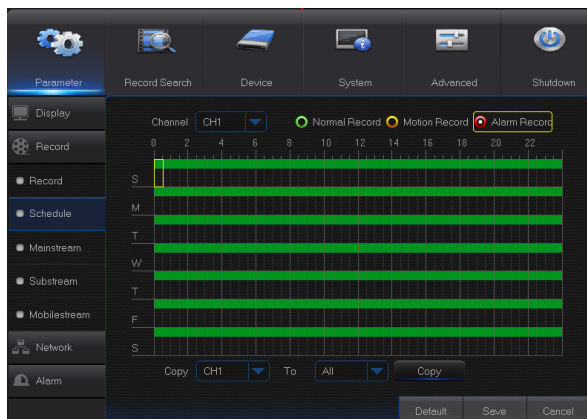 Parameter Record Search Device System Advanced Shutdown
Display
Record
Record
Schedule
Mainstream
Substream
Mobilestream
Network
Alarm
Channel CH1 Normal Record Motion Record Alarm Record
0 2 4 6 8 10 12 14 16 18 20 22
S
M
T
W
T
F
S
Copy CH1 To All Copy
Default Save Cancel